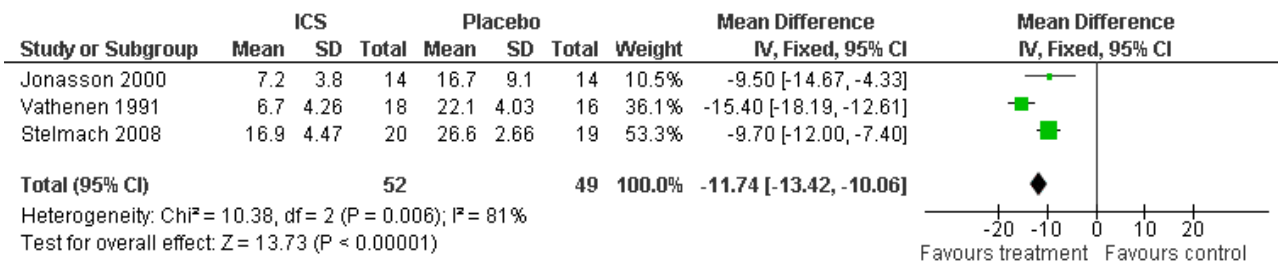 ICS Placebo Mean Difference Mean Difference
Study or Subgroup Mean SD Total Mean SD Total Weight IV, Fixed, 95% CI IV, Fixed, 95% CI
Jonasson 2000 7.2 3.8 14 16.7 9.1 14 10.5% -9.50 [-14.67, -4.33]
Vathenen 1991 6.7 4.26 18 22.1 4.03 16 36.1% -15.40 [-18.19, -12.61]
Stelmach 2008 16.9 4.47 20 26.6 2.66 19 53.3% -9.70 [-12.00, -7.40]
Total (95% CI) 52 49 100.0% -11.74 [-13.42, -10.06]
Heterogeneity: Chi² = 10.38, df = 2 (P = 0.006); I² = 81%
Test for overall effect: Z = 13.73 (P < 0.00001)
-20 -10 0 10 20
Favours treatment Favours control